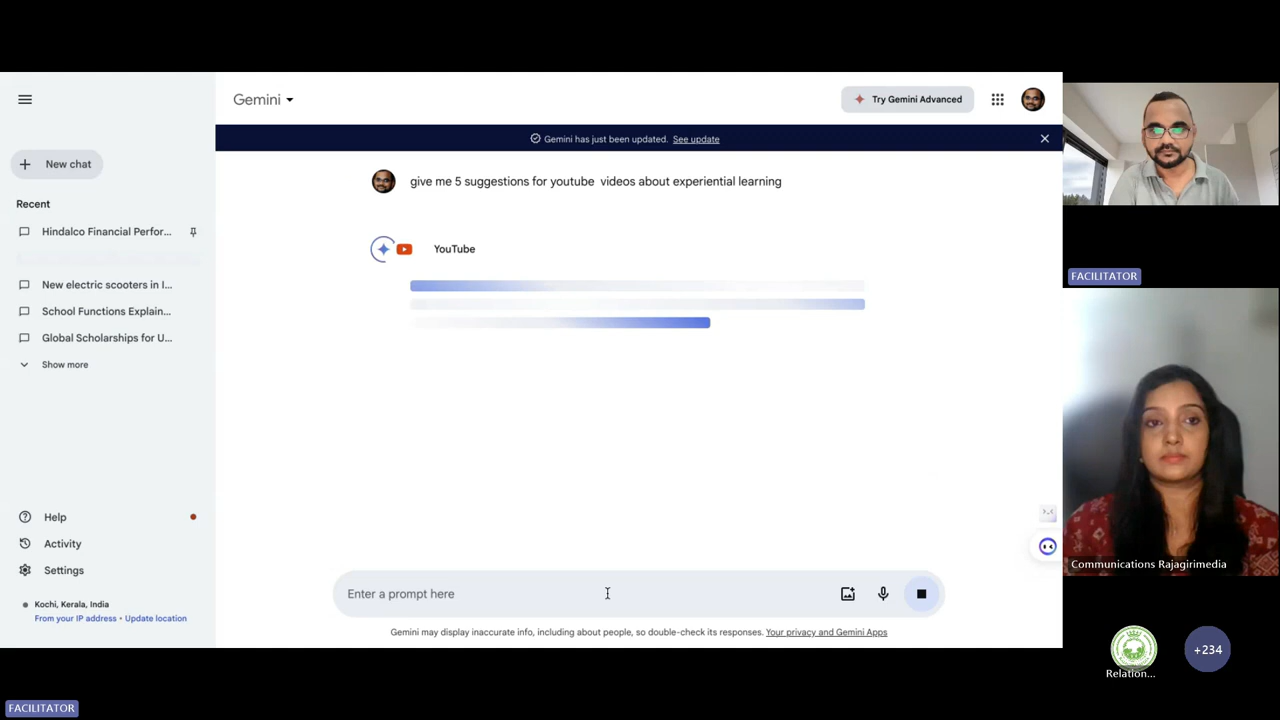 Gemini
Try Gemini Advanced
Gemini has just been updated. See update
New chat
Recent
Hindalco Financial Perfor...
New electric scooters in I...
School Functions Explain...
Global Scholarships for U...
Show more
Help
Activity
Settings
Kochi, Kerala, India
From your IP address • Update location
give me 5 suggestions for youtube  videos about experiential learning
YouTube
Enter a prompt here
Gemini may display inaccurate info, including about people, so double-check its responses. Your privacy and Gemini Apps
FACILITATOR
Communications Rajagirimedia
Relation...
+234
FACILITATOR